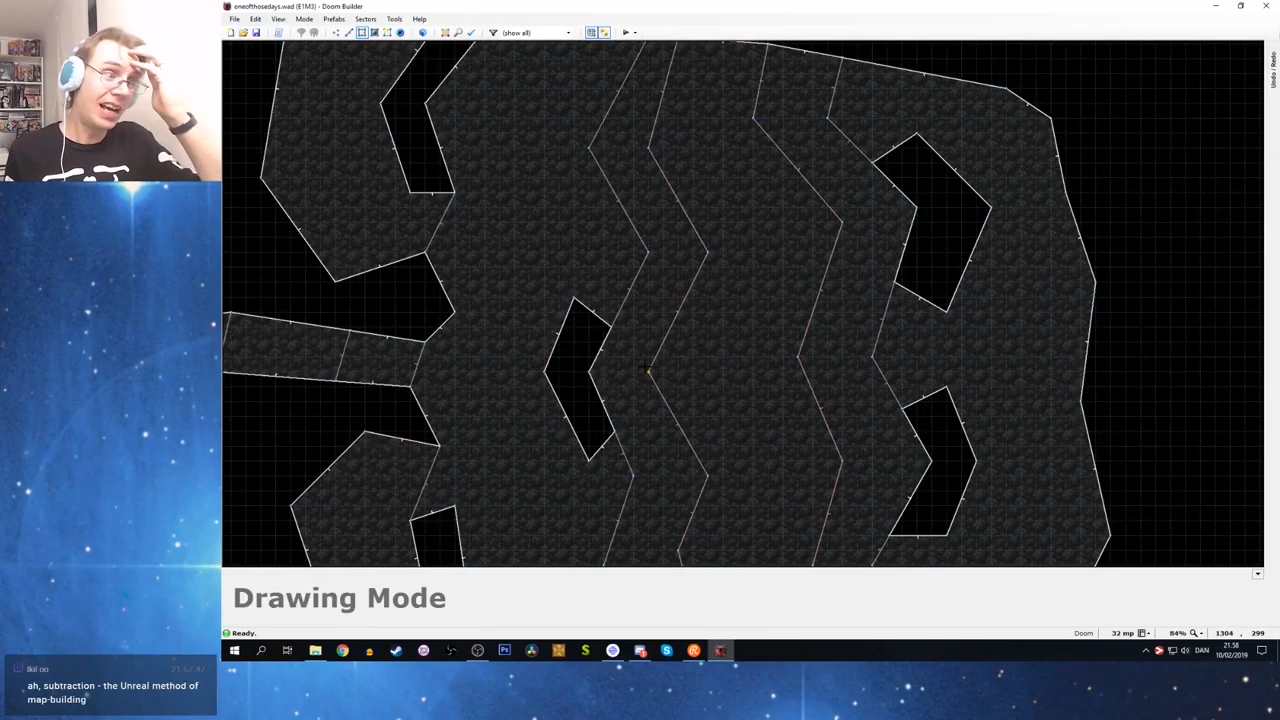 oneofthosedays.wad (E1M3) - Doom Builder
File Edit View Mode Prefabs Sectors Tools Help
(show all)
Undo / Redo
Drawing Mode
Ready.
Doom 32 mp 84% 1304 , 299
DAN
21.58
10/02/2019
ah, subtraction - the Unreal method of
map-building